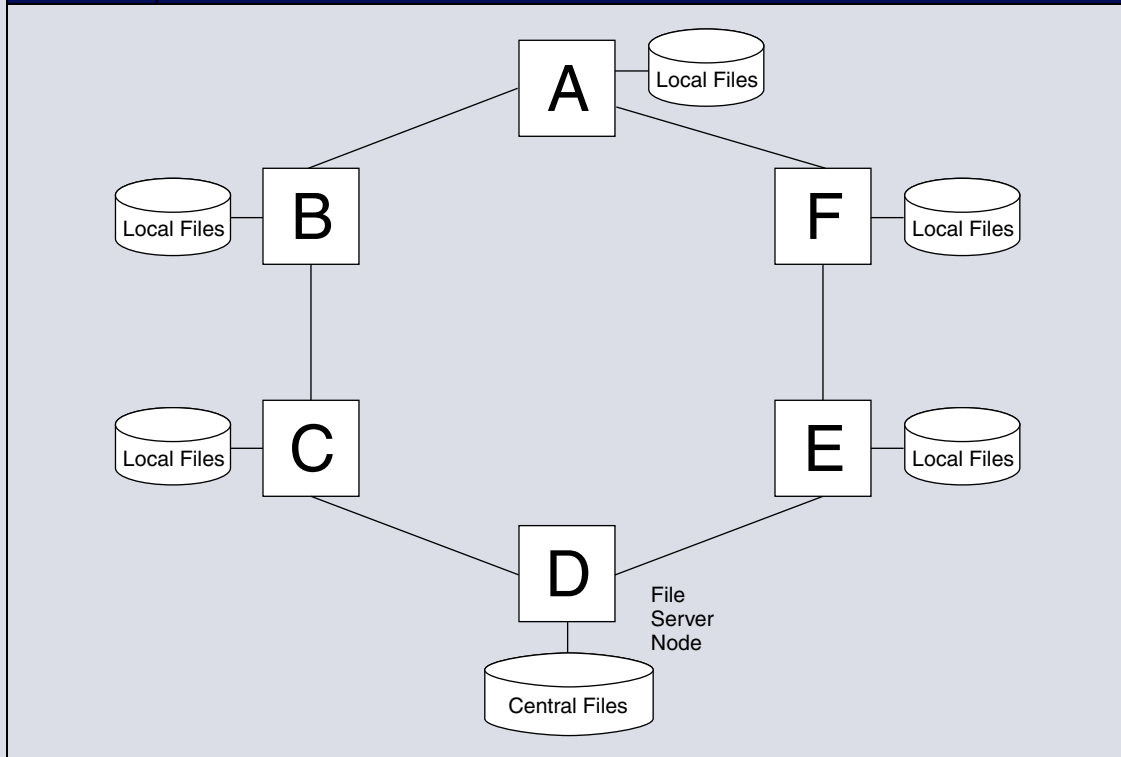 A
Local Files
B
Local Files
F
Local Files
C
Local Files
E
Local Files
D
File
Server
Node
Central Files